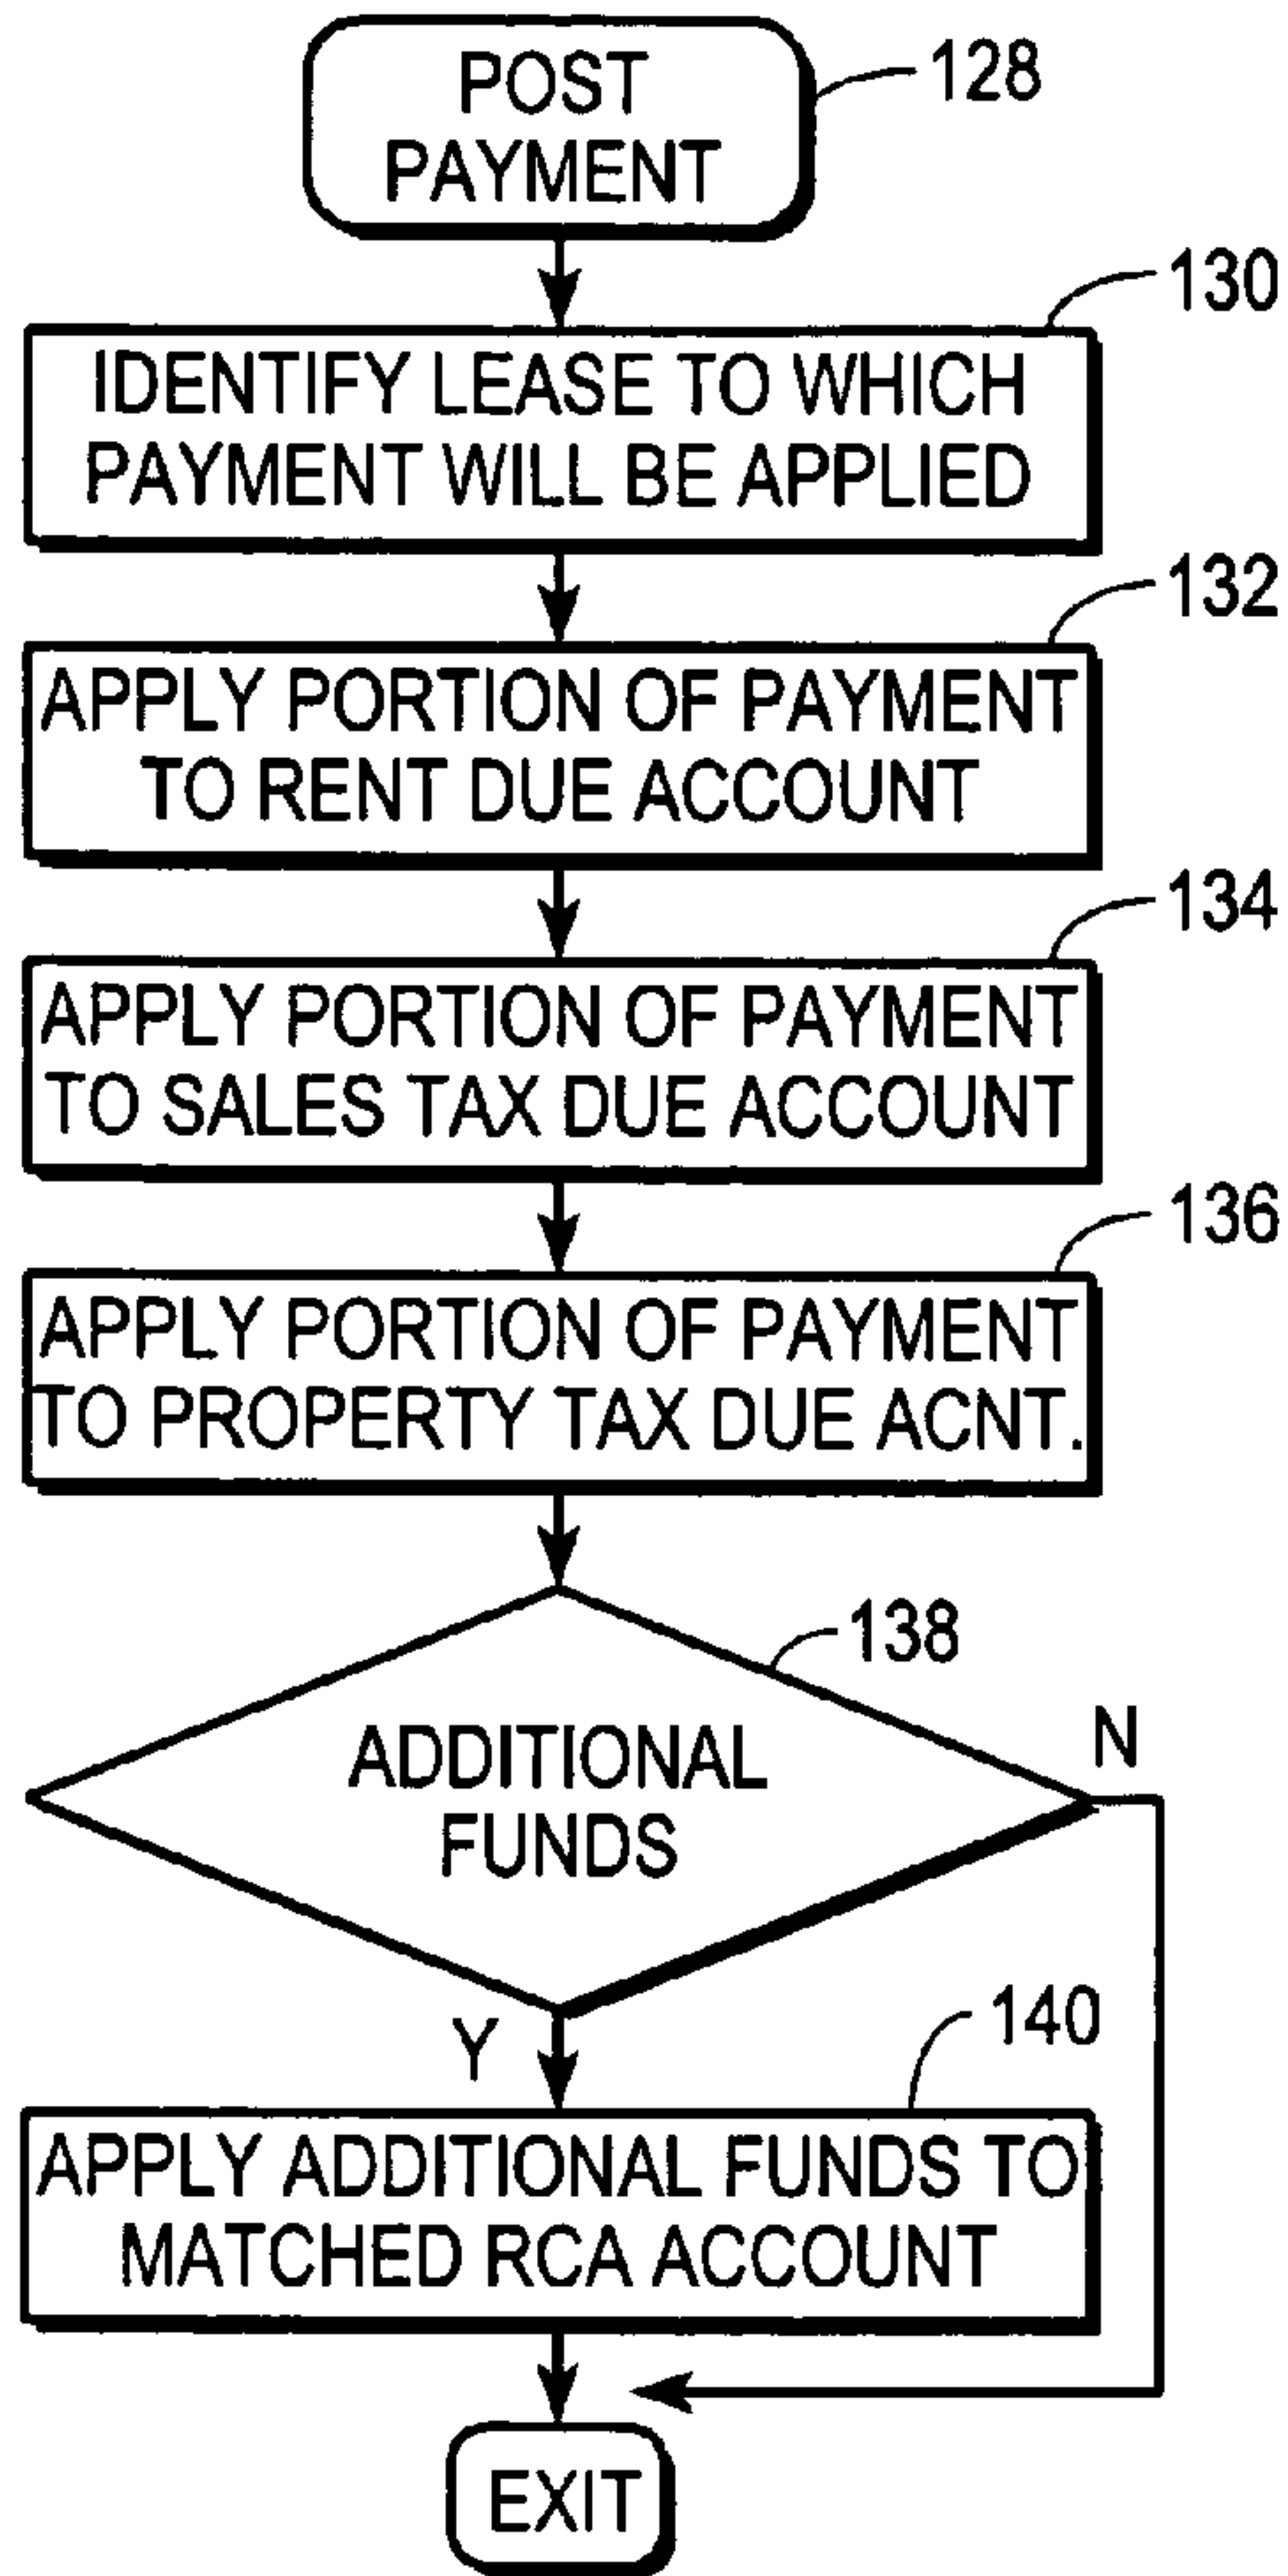 POST
PAYMENT
128
130
IDENTIFY LEASE TO WHICH
PAYMENT WILL BE APPLIED
132
APPLY PORTION OF PAYMENT
TO RENT DUE ACCOUNT
134
APPLY PORTION OF PAYMENT
TO SALES TAX DUE ACCOUNT
136
APPLY PORTION OF PAYMENT
TO PROPERTY TAX DUE ACNT.
138
ADDITIONAL
FUNDS
N
Y
140
APPLY ADDITIONAL FUNDS TO
MATCHED RCA ACCOUNT
EXIT